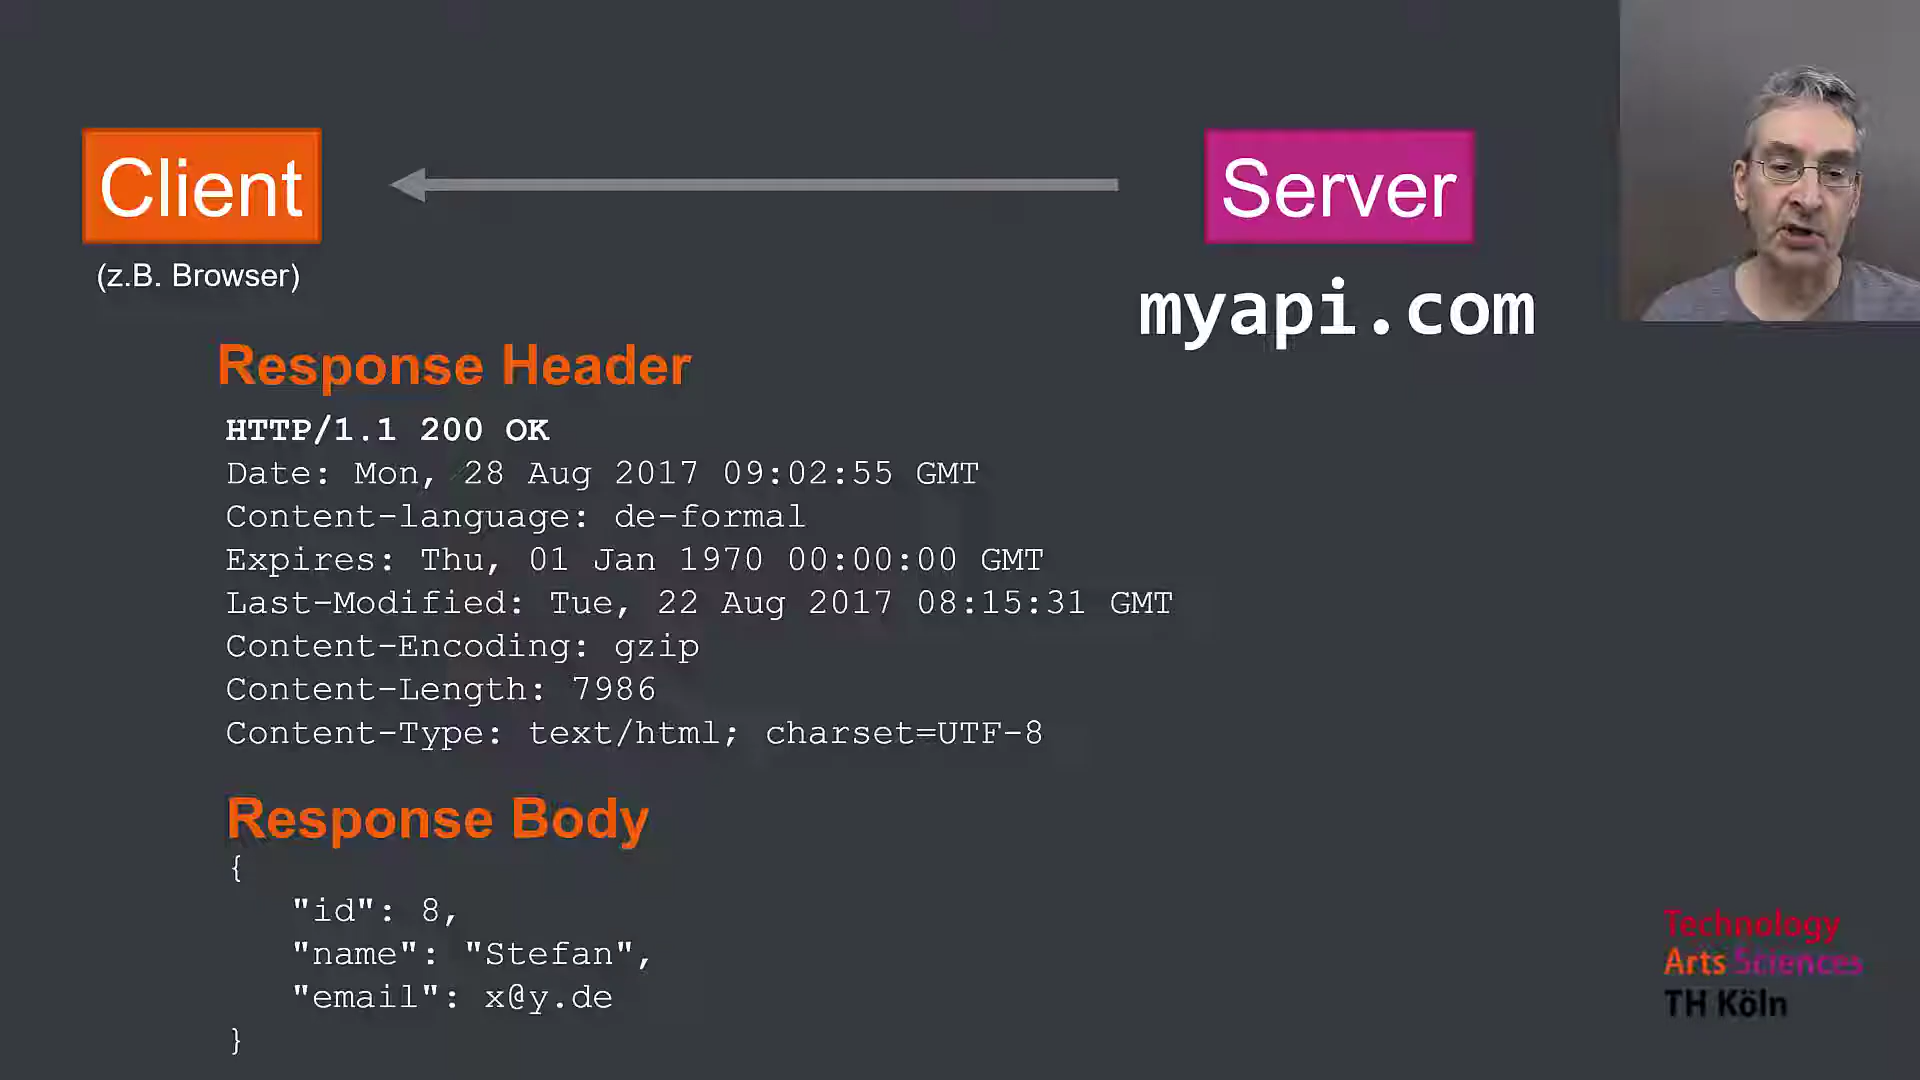 Client
Server
(z.B. Browser)
myapi.com
Response Header
HTTP/1.1 200 OK
Date: Mon, 28 Aug 2017 09:02:55 GMT
Content-language: de-formal
Expires: Thu, 01 Jan 1970 00:00:00 GMT
Last-Modified: Tue, 22 Aug 2017 08:15:31 GMT
Content-Encoding: gzip
Content-Length: 7986
Content-Type: text/html; charset=UTF-8
Response Body
{
"id": 8,
"name": "Stefan",
"email": x@y.de
}
Technology
Arts Sciences
TH Köln